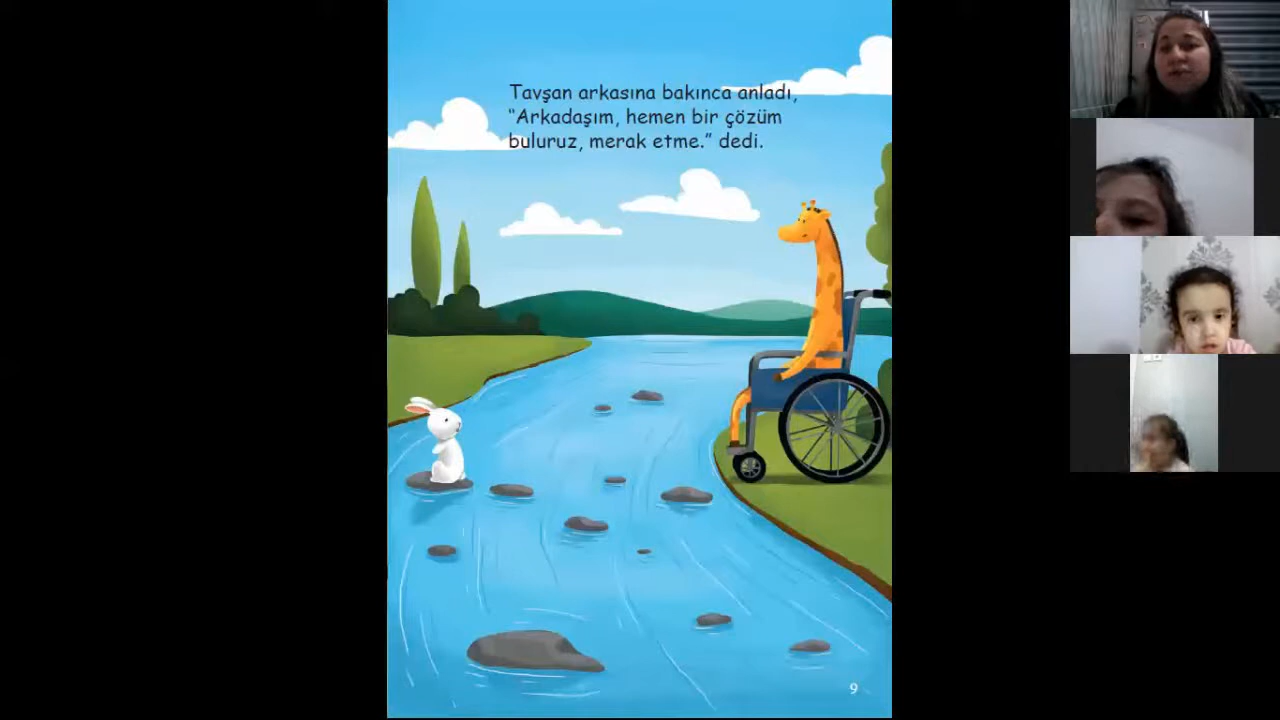 Tavşan arkasına bakınca anladı,
“Arkadaşım, hemen bir çözüm
buluruz, merak etme.” dedi.
9